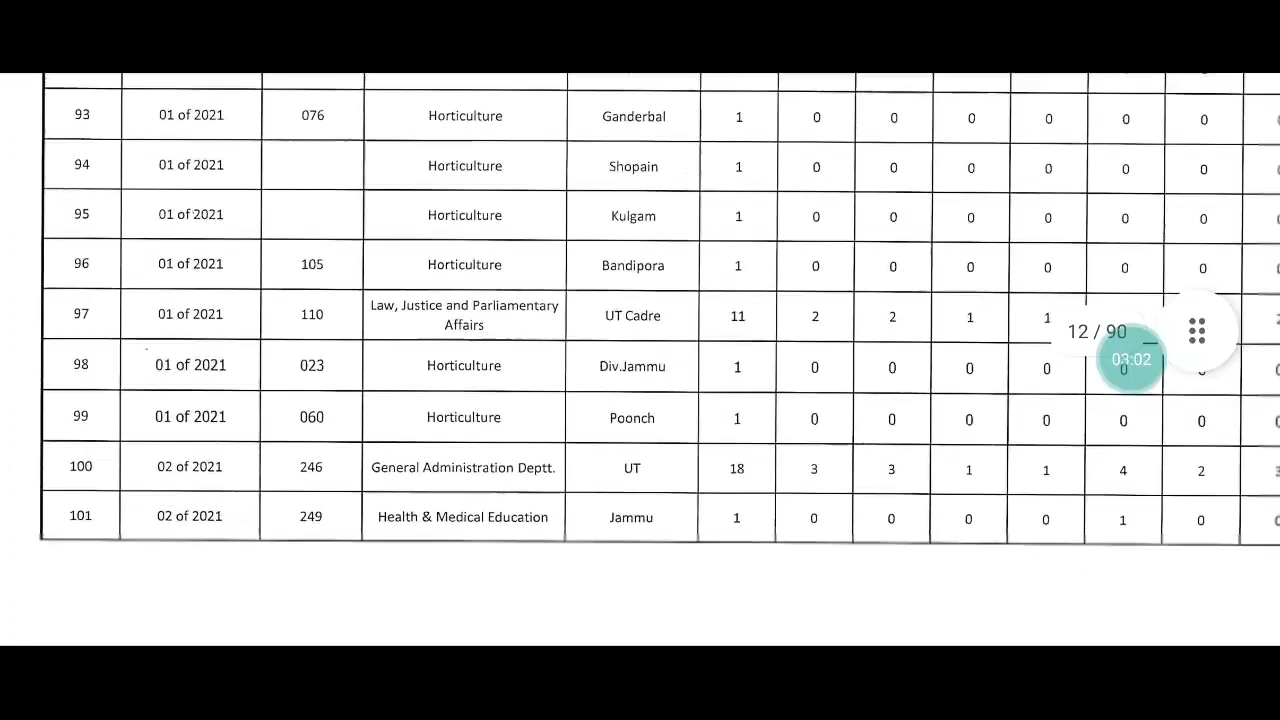 93 01 of 2021 076 Horticulture Ganderbal 1 0 0 0 0 0 0
94 01 of 2021 Horticulture Shopain 1 0 0 0 0 0 0
95 01 of 2021 Horticulture Kulgam 1 0 0 0 0 0 0
96 01 of 2021 105 Horticulture Bandipora 1 0 0 0 0 0 0
97 01 of 2021 110 Law, Justice and Parliamentary Affairs UT Cadre 11 2 2 1 1
12 / 90
03:02
98 01 of 2021 023 Horticulture Div.Jammu 1 0 0 0 0 0
99 01 of 2021 060 Horticulture Poonch 1 0 0 0 0 0 0
100 02 of 2021 246 General Administration Deptt. UT 18 3 3 1 1 4 2
101 02 of 2021 249 Health & Medical Education Jammu 1 0 0 0 0 1 0